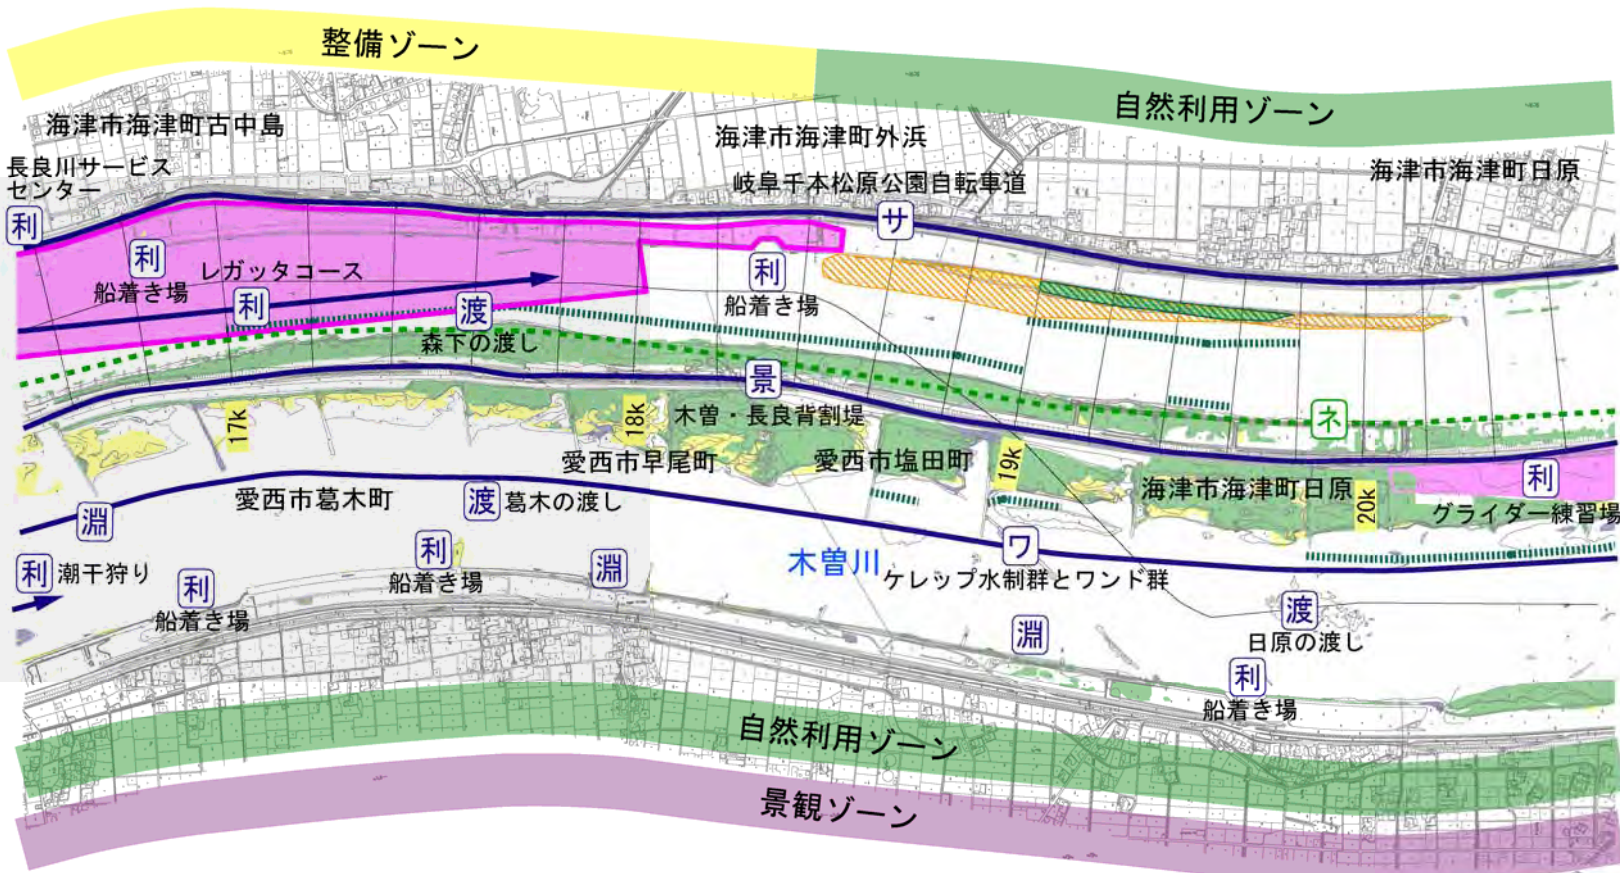 整備ゾーン
自然利用ゾーン
海津市海津町古中島
海津市海津町外浜
海津市海津町日原
長良川サービス
センター
岐阜千本松原公園自転車道
利
サ
利
船着き場
レガッタコース
利
渡
森下の渡し
利
船着き場
景
木曽・長良背割堤
ネ
17k
18k
19k
20k
愛西市早尾町
愛西市塩田町
海津市海津町日原
利
グライダー練習場
淵
愛西市葛木町
渡
葛木の渡し
ワ
ケレップ水制群とワンド群
木曽川
利
潮干狩り
利
船着き場
利
船着き場
淵
淵
渡
日原の渡し
利
船着き場
自然利用ゾーン
景観ゾーン